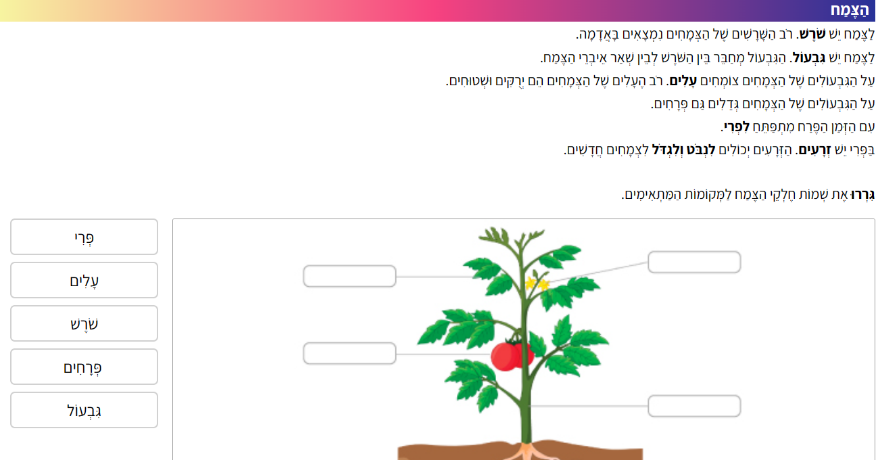 הַצֶּמַח
לַצֶּמַח יֵשׁ שֹׁרֶשׁ. רֹב הַשָּׁרָשִׁים שֶׁל הַצְּמָחִים נִמְצָאִים בָּאֲדָמָה.
לַצֶּמַח יֵשׁ גִּבְעוֹל. הַגִּבְעוֹל מְחַבֵּר בֵּין הַשֹּׁרֶשׁ לְבֵין שְׁאַר אֵיבְרֵי הַצֶּמַח.
עַל הַגִּבְעוֹלִים שֶׁל הַצְּמָחִים צוֹמְחִים עָלִים. רֹב הֶעָלִים שֶׁל הַצְּמָחִים הֵם יְרֻקִּים וּשְׁטוּחִים.
עַל הַגִּבְעוֹלִים שֶׁל הַצְּמָחִים גְּדֵלִים גַּם פְּרָחִים.
עִם הַזְּמַן הַפֶּרַח מִתְפַּתֵּחַ לִפְרִי.
בַּפְּרִי יֵשׁ זְרָעִים. הַזְּרָעִים יְכוֹלִים לִנְבֹּט וְלִגְדֹּל לִצְמָחִים חֲדָשִׁים.
גִּרְרוּ אֶת שְׁמוֹת חֶלְקֵי הַצֶּמַח לַמְּקוֹמוֹת הַמַּתְאִימִים.
פְּרִי
עָלִים
שֹׁרֶשׁ
פְּרָחִים
גִּבְעוֹל